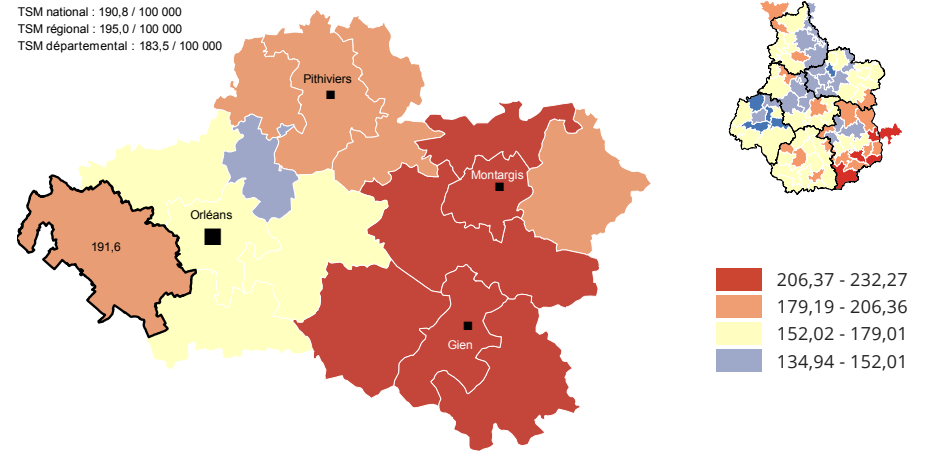 TSM national : 190,8 / 100 000
TSM régional : 195,0 / 100 000
TSM départemental : 183,5 / 100 000
Pithiviers
Montargis
Orléans
191,6
Gien
206,37 - 232,27
179,19 - 206,36
152,02 - 179,01
134,94 - 152,01